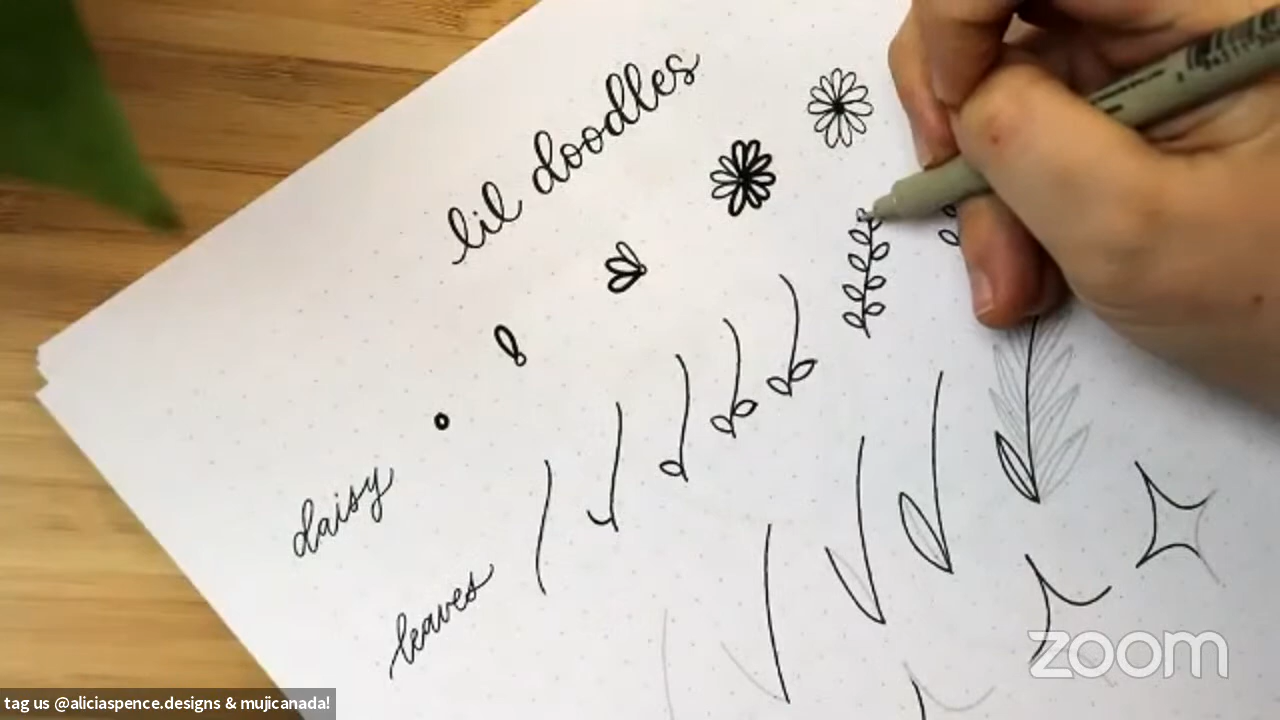 lil doodles
daisy
leaves
zoom
tag us @aliciaspence.designs & mujicanada!